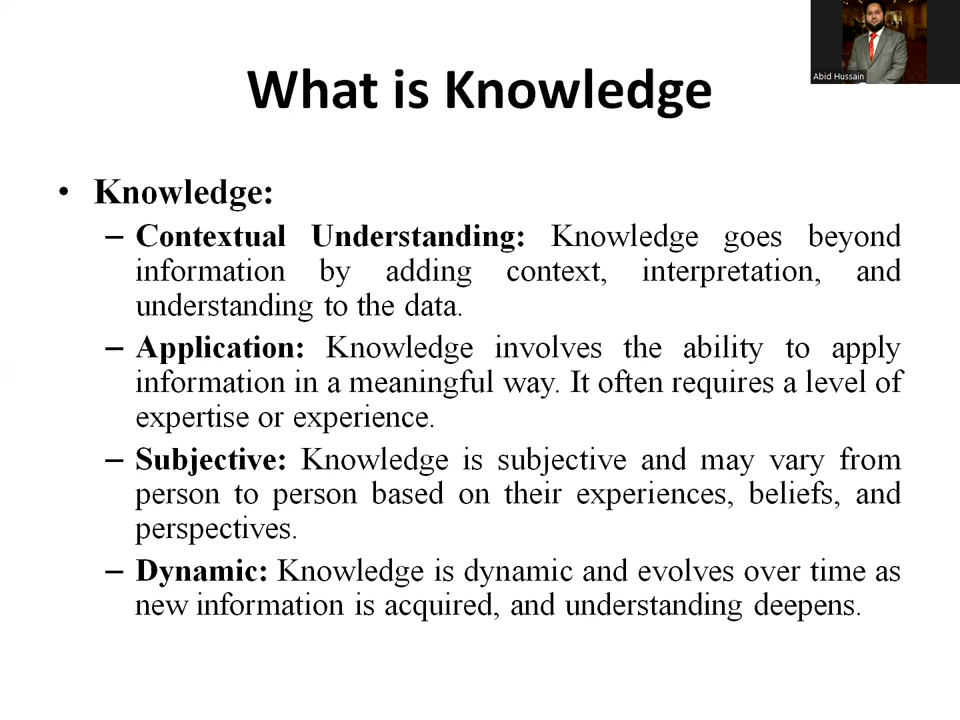 Abid Hussain
What is Knowledge
• Knowledge:
– Contextual Understanding: Knowledge goes beyond
information by adding context, interpretation, and
understanding to the data.
– Application: Knowledge involves the ability to apply
information in a meaningful way. It often requires a level of
expertise or experience.
– Subjective: Knowledge is subjective and may vary from
person to person based on their experiences, beliefs, and
perspectives.
– Dynamic: Knowledge is dynamic and evolves over time as
new information is acquired, and understanding deepens.